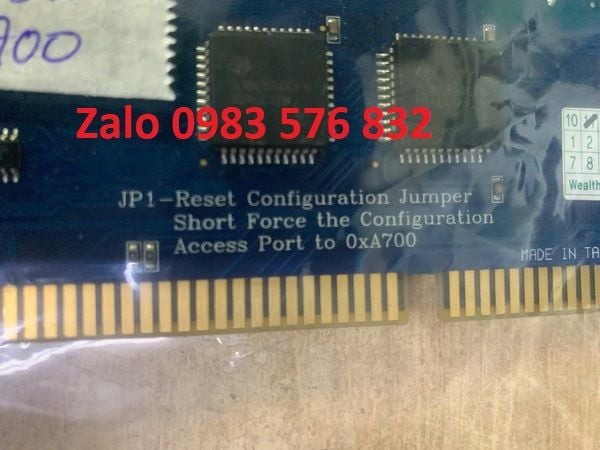 700
Zalo 0983 576 832
10 1
1 2
7 8
Wealth
JP1-Reset Configuration Jumper
Short Force the Configuration
Access Port to 0xA700
MADE IN TA